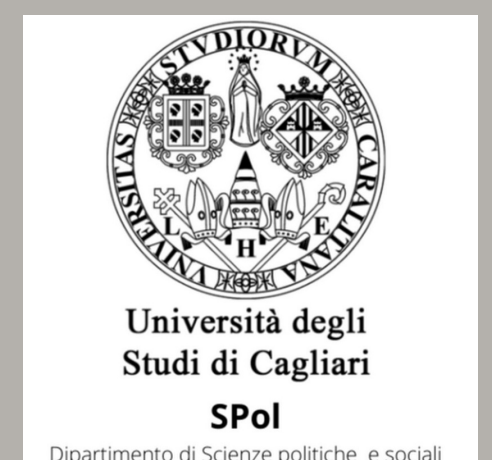 STVDIORVM
VNIVERSITAS
CARALITANA
L
E
H
Università degli
Studi di Cagliari
SPol
Dipartimento di Scienze politiche e sociali